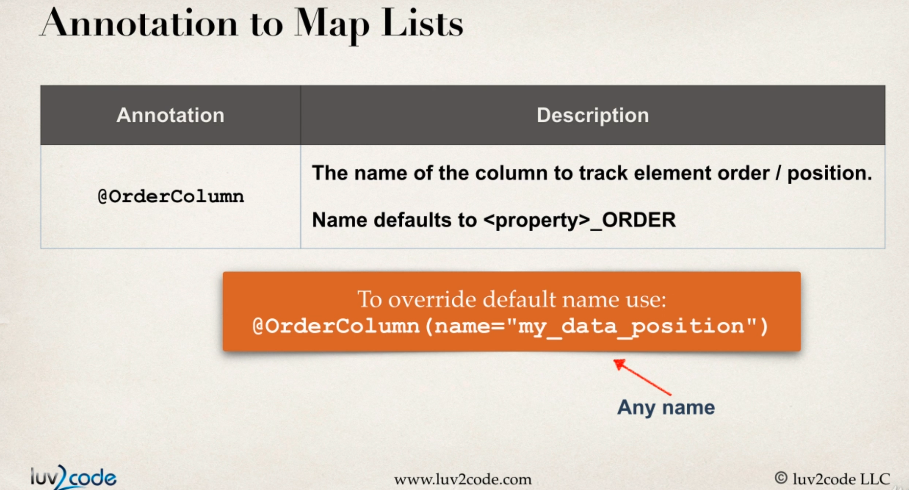 Annotation to Map Lists
Annotation
Description
@OrderColumn
The name of the column to track element order / position.
Name defaults to <property>_ORDER
To override default name use:
@OrderColumn(name="my_data_position")
Any name
luv2code
www.luv2code.com
© luv2code LLC